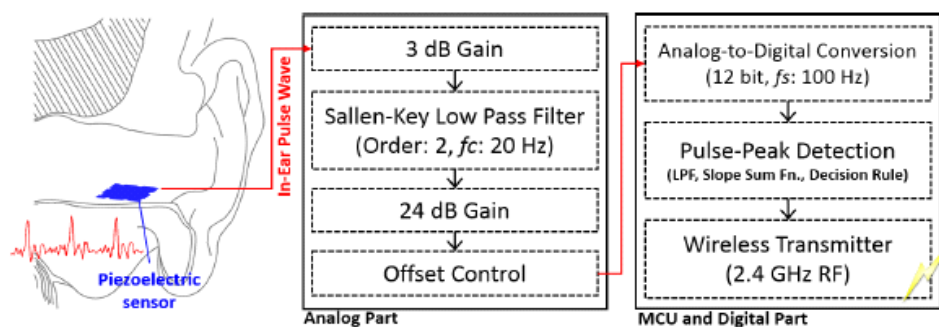 Piezoelectric
sensor
In-Ear Pulse Wave
3 dB Gain
Sallen-Key Low Pass Filter
(Order: 2, fc: 20 Hz)
24 dB Gain
Offset Control
Analog Part
Analog-to-Digital Conversion
(12 bit, fs: 100 Hz)
Pulse-Peak Detection
(LPF, Slope Sum Fn., Decision Rule)
Wireless Transmitter
(2.4 GHz RF)
MCU and Digital Part